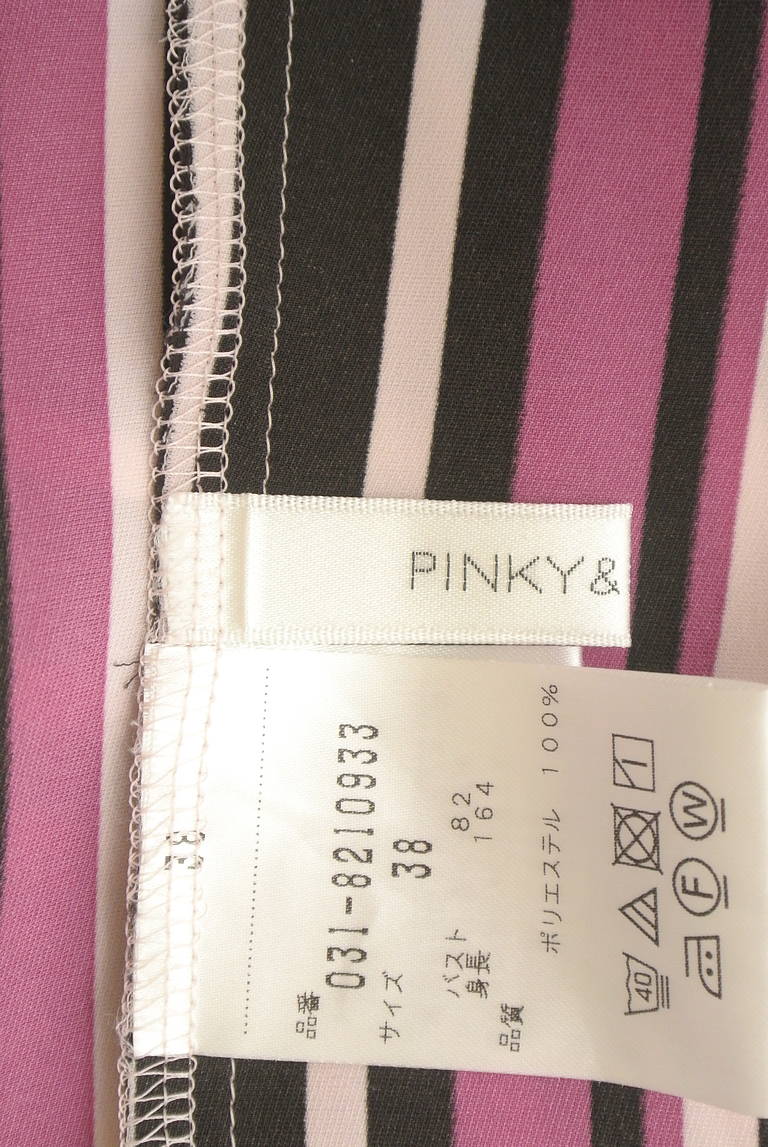 PINKY&
38
品番 031-8210933
サイズ 38
バスト 82
身長 164
品質 ポリエステル 100%
40
F W